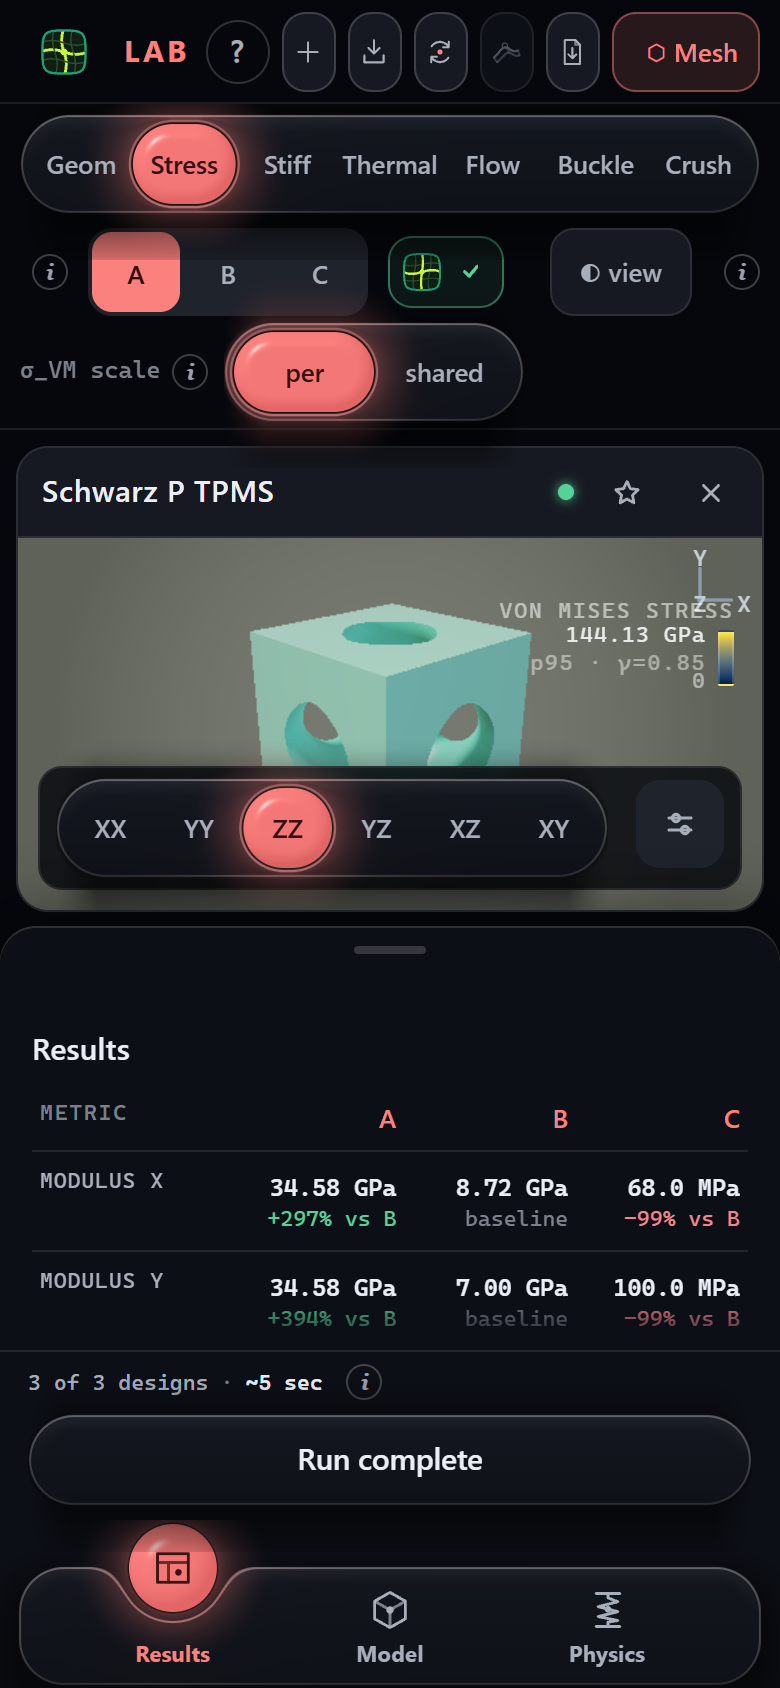 LAB ? Mesh
Geom Stress Stiff Thermal Flow Buckle Crush
i A B C view i
σ_VM scale i per shared
Schwarz P TPMS
Y
Z X
VON MISES STRESS
144.13 GPa
p95 · γ=0.85
0
XX YY ZZ YZ XZ XY
Results
METRIC A B C
MODULUS X 34.58 GPa 8.72 GPa 68.0 MPa
+297% vs B baseline −99% vs B
MODULUS Y 34.58 GPa 7.00 GPa 100.0 MPa
+394% vs B baseline −99% vs B
3 of 3 designs · ~5 sec i
Run complete
Results Model Physics